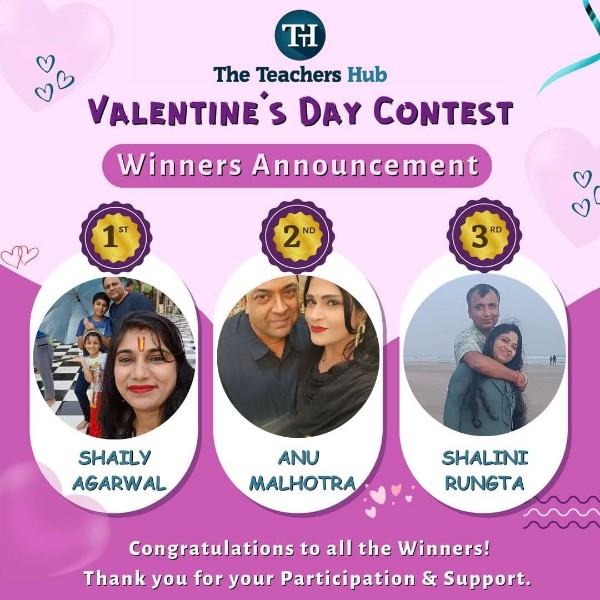 TH
The Teachers Hub
VALENTINE'S DAY CONTEST
Winners Announcement
1ST
2ND
3RD
SHAILY
AGARWAL
ANU
MALHOTRA
SHALINI
RUNGTA
Congratulations to all the Winners!
Thank you for your Participation & Support.